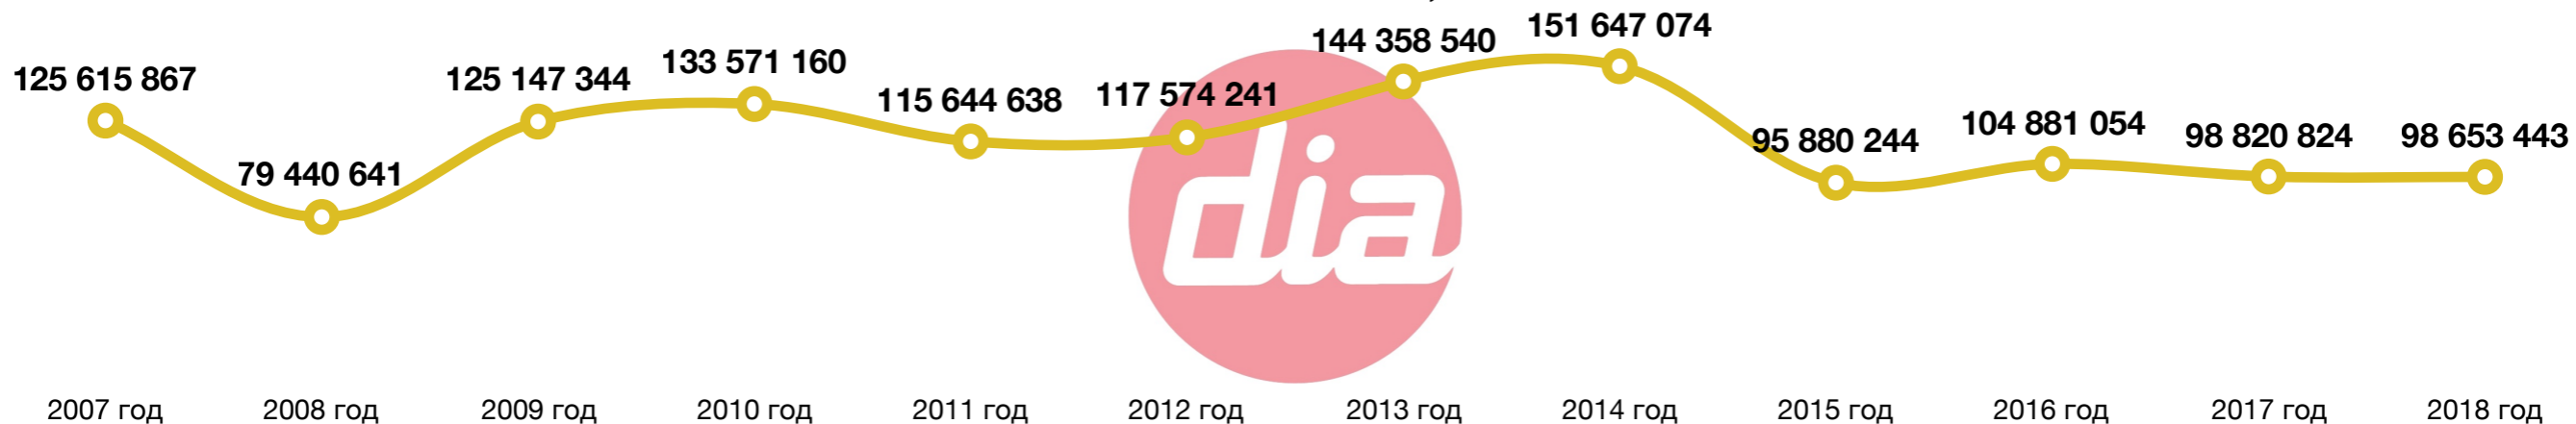 125 615 867
79 440 641
125 147 344
133 571 160
115 644 638
117 574 241
144 358 540
151 647 074
95 880 244
104 881 054
98 820 824
98 653 443
dia
2007 год
2008 год
2009 год
2010 год
2011 год
2012 год
2013 год
2014 год
2015 год
2016 год
2017 год
2018 год